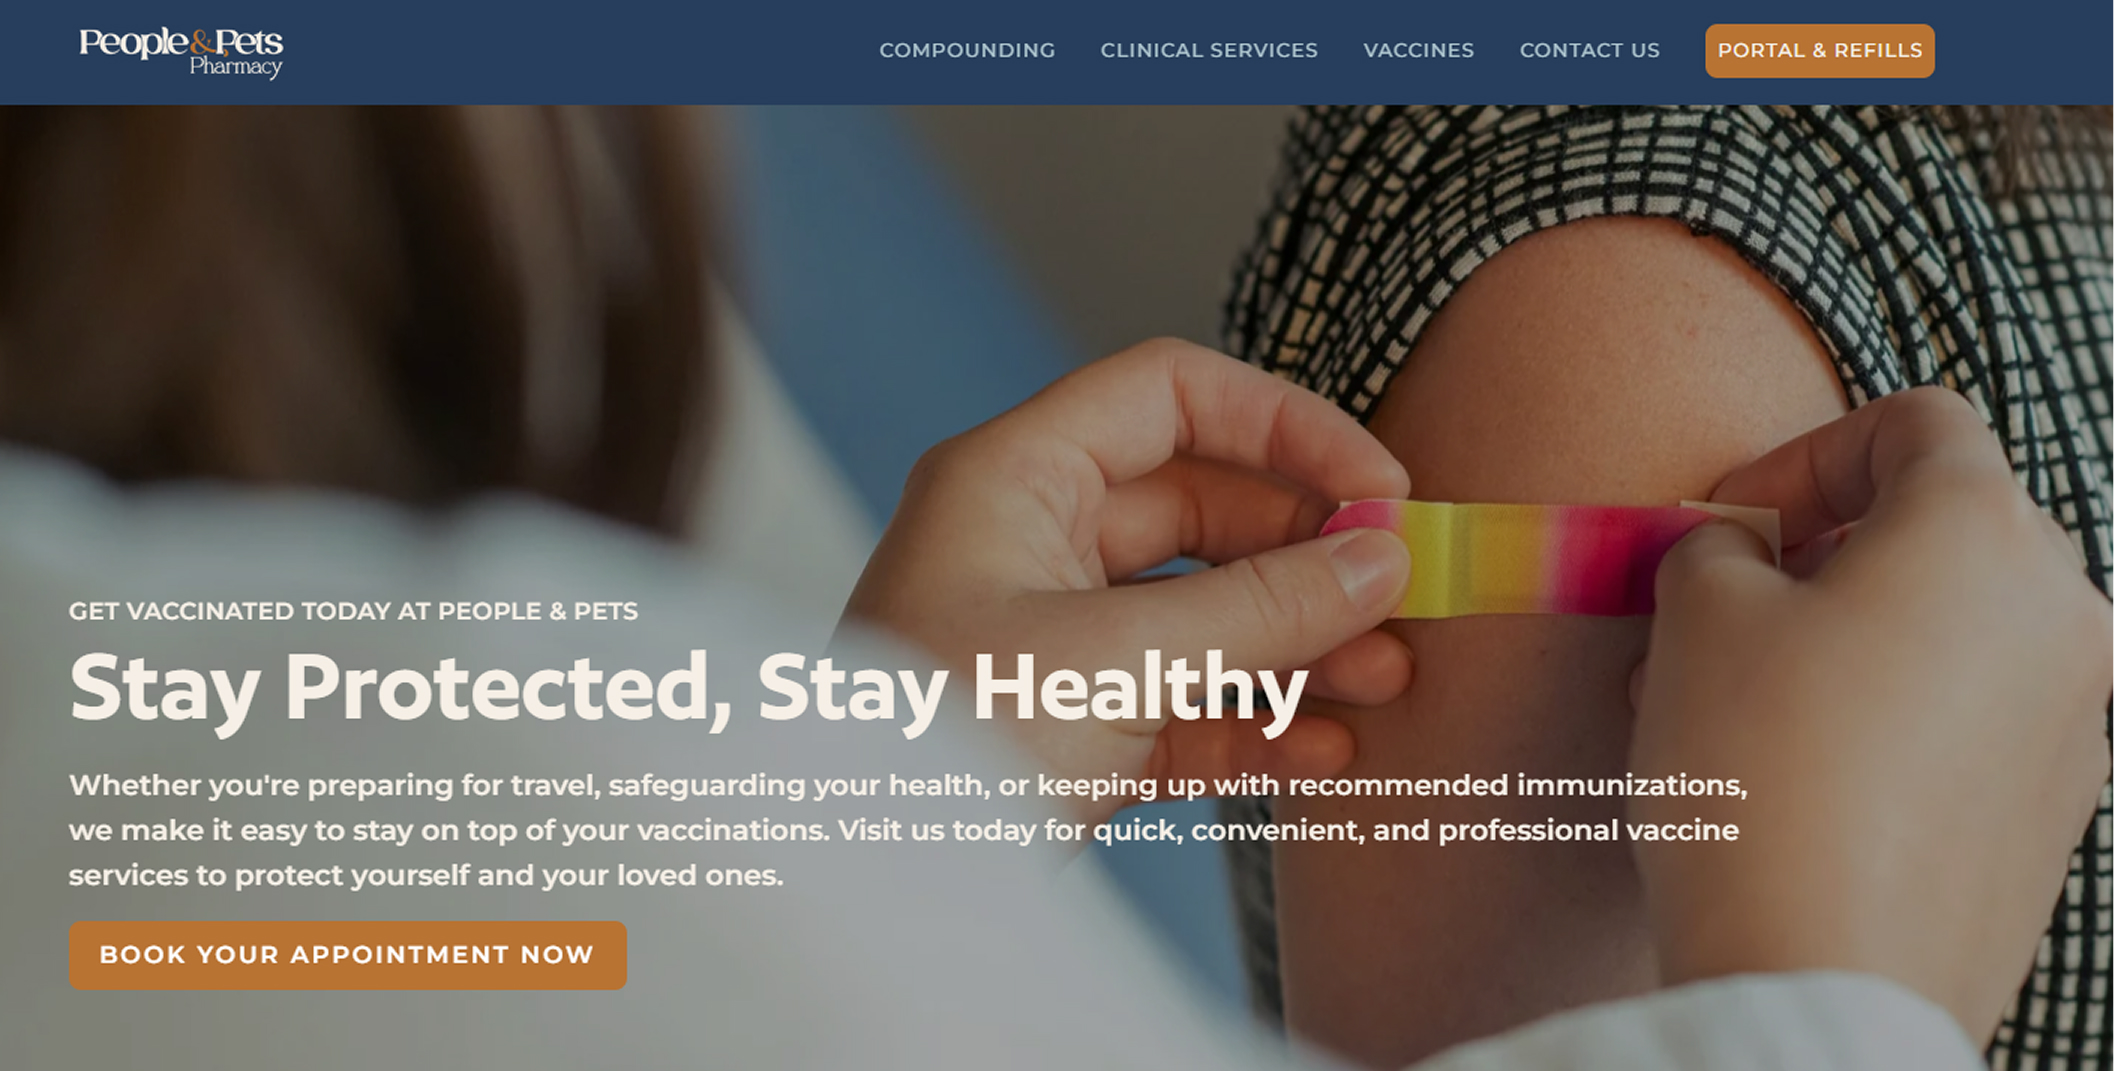 People&Pets
Pharmacy
COMPOUNDING
CLINICAL SERVICES
VACCINES
CONTACT US
PORTAL & REFILLS
GET VACCINATED TODAY AT PEOPLE & PETS
Stay Protected, Stay Healthy
Whether you're preparing for travel, safeguarding your health, or keeping up with recommended immunizations,
we make it easy to stay on top of your vaccinations. Visit us today for quick, convenient, and professional vaccine
services to protect yourself and your loved ones.
BOOK YOUR APPOINTMENT NOW